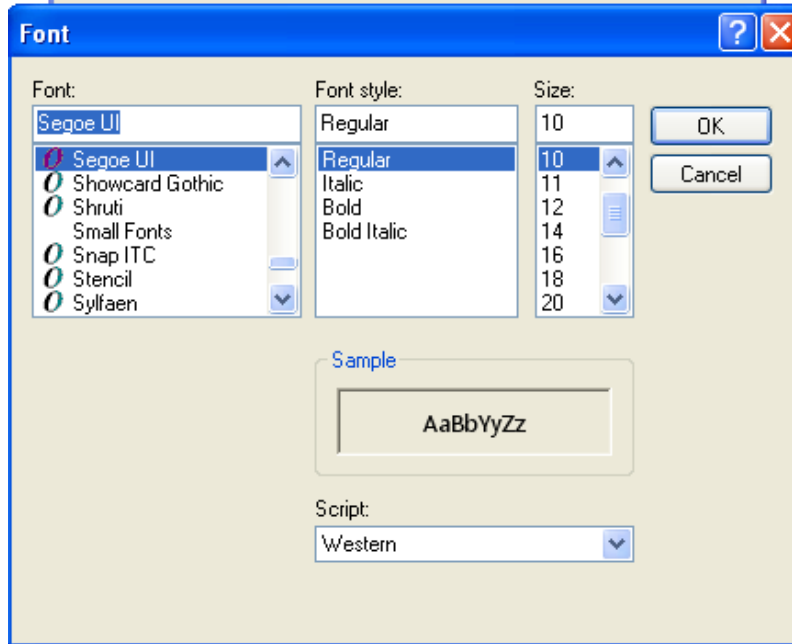 Font
Font:
Font style:
Size:
Segoe UI
Regular
10
OK
Cancel
Segoe UI
Showcard Gothic
Shruti
Small Fonts
Snap ITC
Stencil
Sylfaen
Regular
Italic
Bold
Bold Italic
10
11
12
14
16
18
20
Sample
AaBbYyZz
Script:
Western